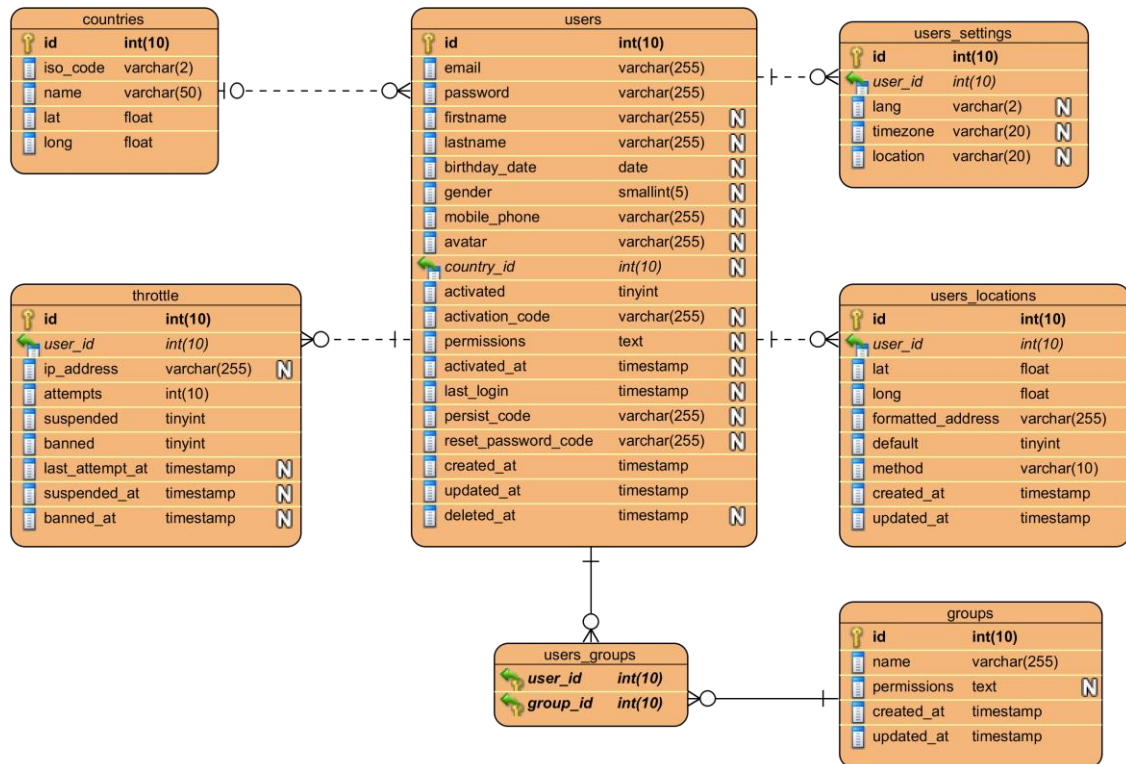 countries
id int(10)
iso_code varchar(2)
name varchar(50)
lat float
long float
users
id int(10)
email varchar(255)
password varchar(255)
firstname varchar(255) N
lastname varchar(255) N
birthday_date date N
gender smallint(5) N
mobile_phone varchar(255) N
avatar varchar(255) N
country_id int(10) N
activated tinyint
activation_code varchar(255) N
permissions text N
activated_at timestamp N
last_login timestamp N
persist_code varchar(255) N
reset_password_code varchar(255) N
created_at timestamp
updated_at timestamp
deleted_at timestamp N
users_settings
id int(10)
user_id int(10)
lang varchar(2) N
timezone varchar(20) N
location varchar(20) N
throttle
id int(10)
user_id int(10)
ip_address varchar(255) N
attempts int(10)
suspended tinyint
banned tinyint
last_attempt_at timestamp N
suspended_at timestamp N
banned_at timestamp N
users_locations
id int(10)
user_id int(10)
lat float
long float
formatted_address varchar(255)
default tinyint
method varchar(10)
created_at timestamp
updated_at timestamp
users_groups
user_id int(10)
group_id int(10)
groups
id int(10)
name varchar(255)
permissions text N
created_at timestamp
updated_at timestamp